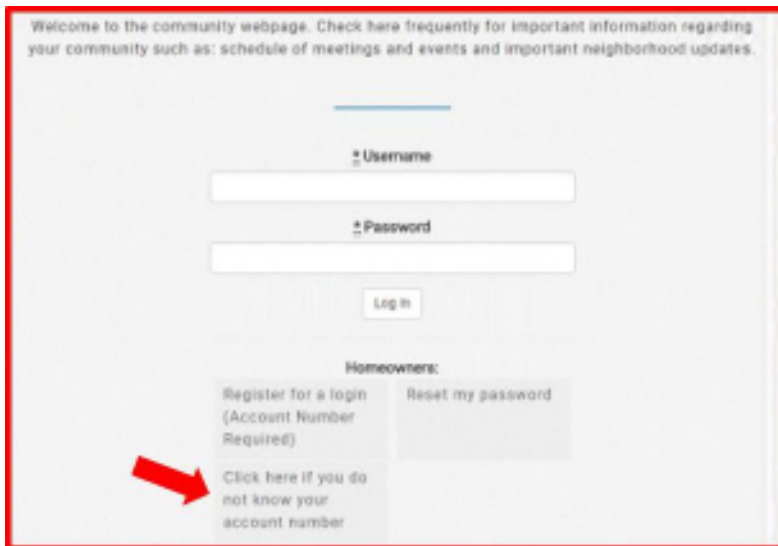 Welcome to the community webpage. Check here frequently for important information regarding
your community such as: schedule of meetings and events and important neighborhood updates.
* Username
* Password
Log in
Homeowners:
Register for a login
(Account Number
Required)
Reset my password
Click here if you do
not know your
account number